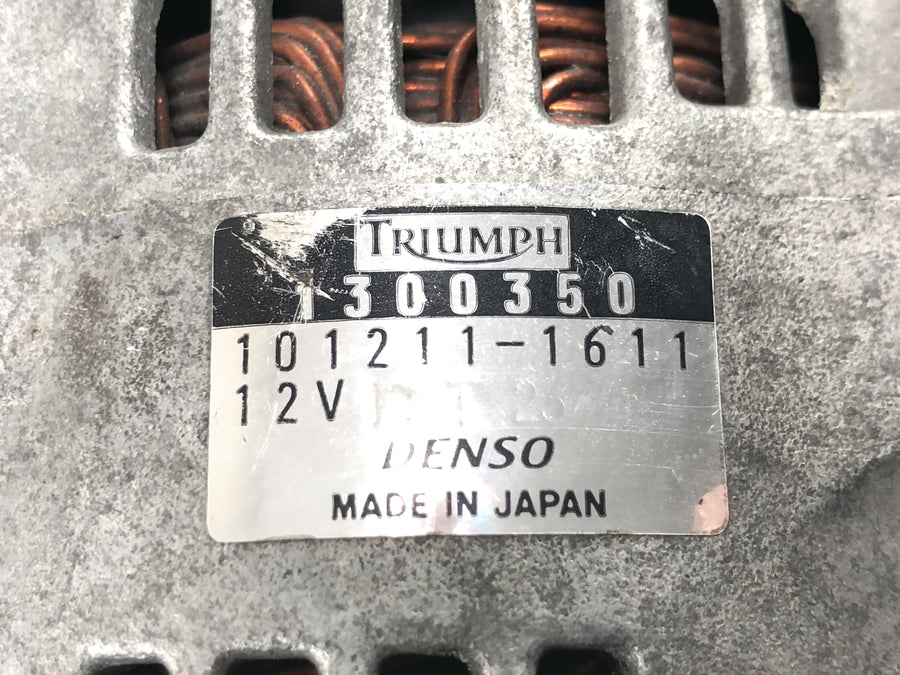 TRIUMPH
1300350
101211-1611
12V
DENSO
MADE IN JAPAN